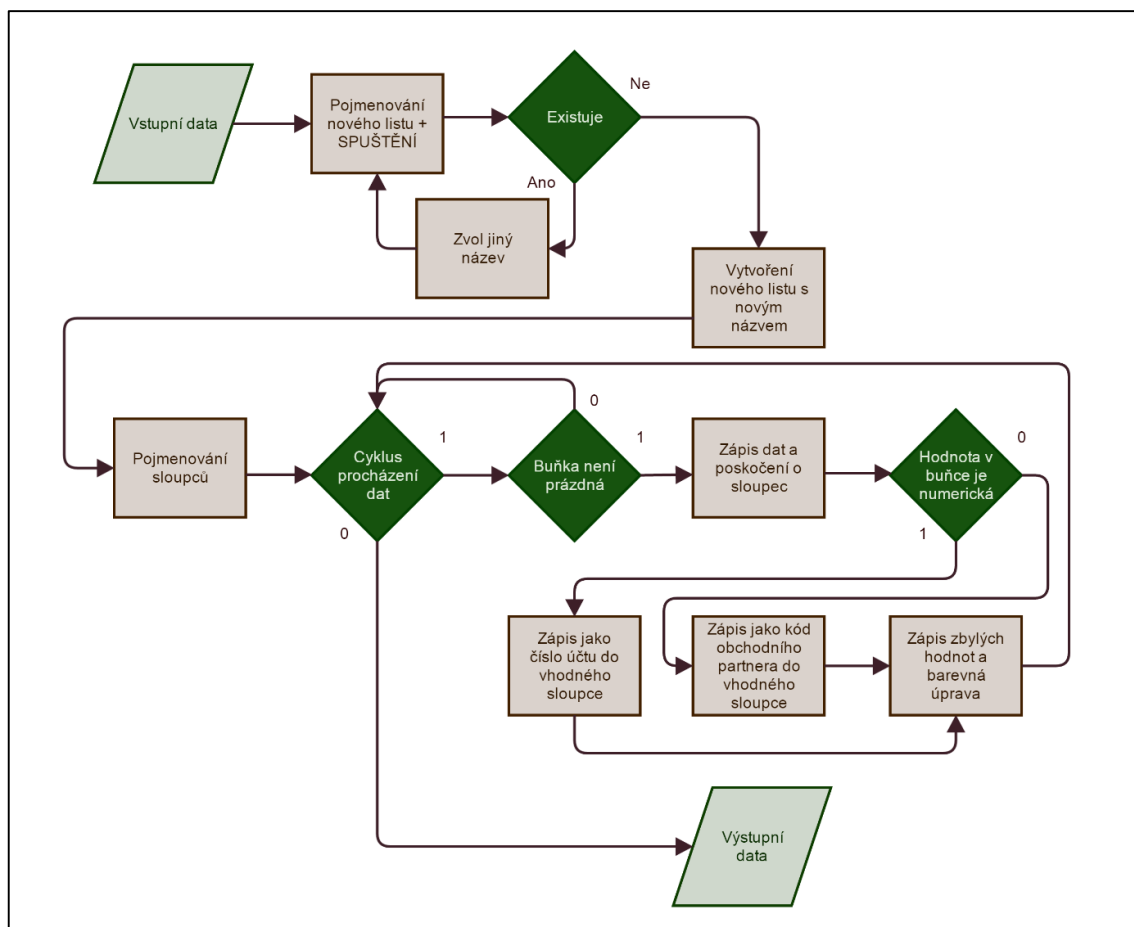 Vstupní data
Pojmenování
nového listu +
SPUŠTĚNÍ
Existuje
Ne
Ano
Zvol jiný
název
Vytvoření
nového listu s
novým
názvem
Pojmenování
sloupců
Cyklus
procházení
dat
1
0
Buňka není
prázdná
0
1
Zápis dat a
poskočení o
sloupec
Hodnota v
buňce je
numerická
0
1
Zápis jako
číslo účtu do
vhodného
sloupce
Zápis jako kód
obchodního
partnera do
vhodného
sloupce
Zápis zbylých
hodnot a
barevná
úprava
Výstupní
data